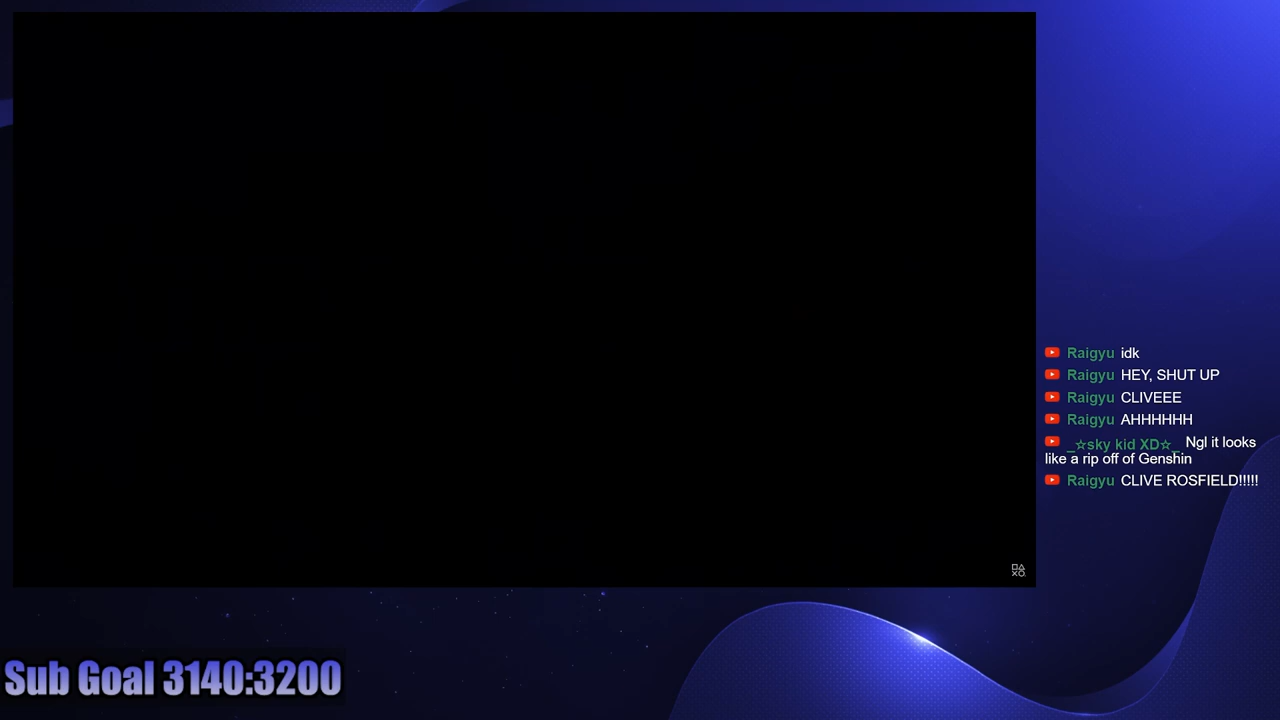 Raigyu idk
Raigyu HEY, SHUT UP
Raigyu CLIVEEE
Raigyu AHHHHHH
_☆sky kid XD☆_ Ngl it looks
like a rip off of Genshin
Raigyu CLIVE ROSFIELD!!!!!
Sub Goal 3140:3200